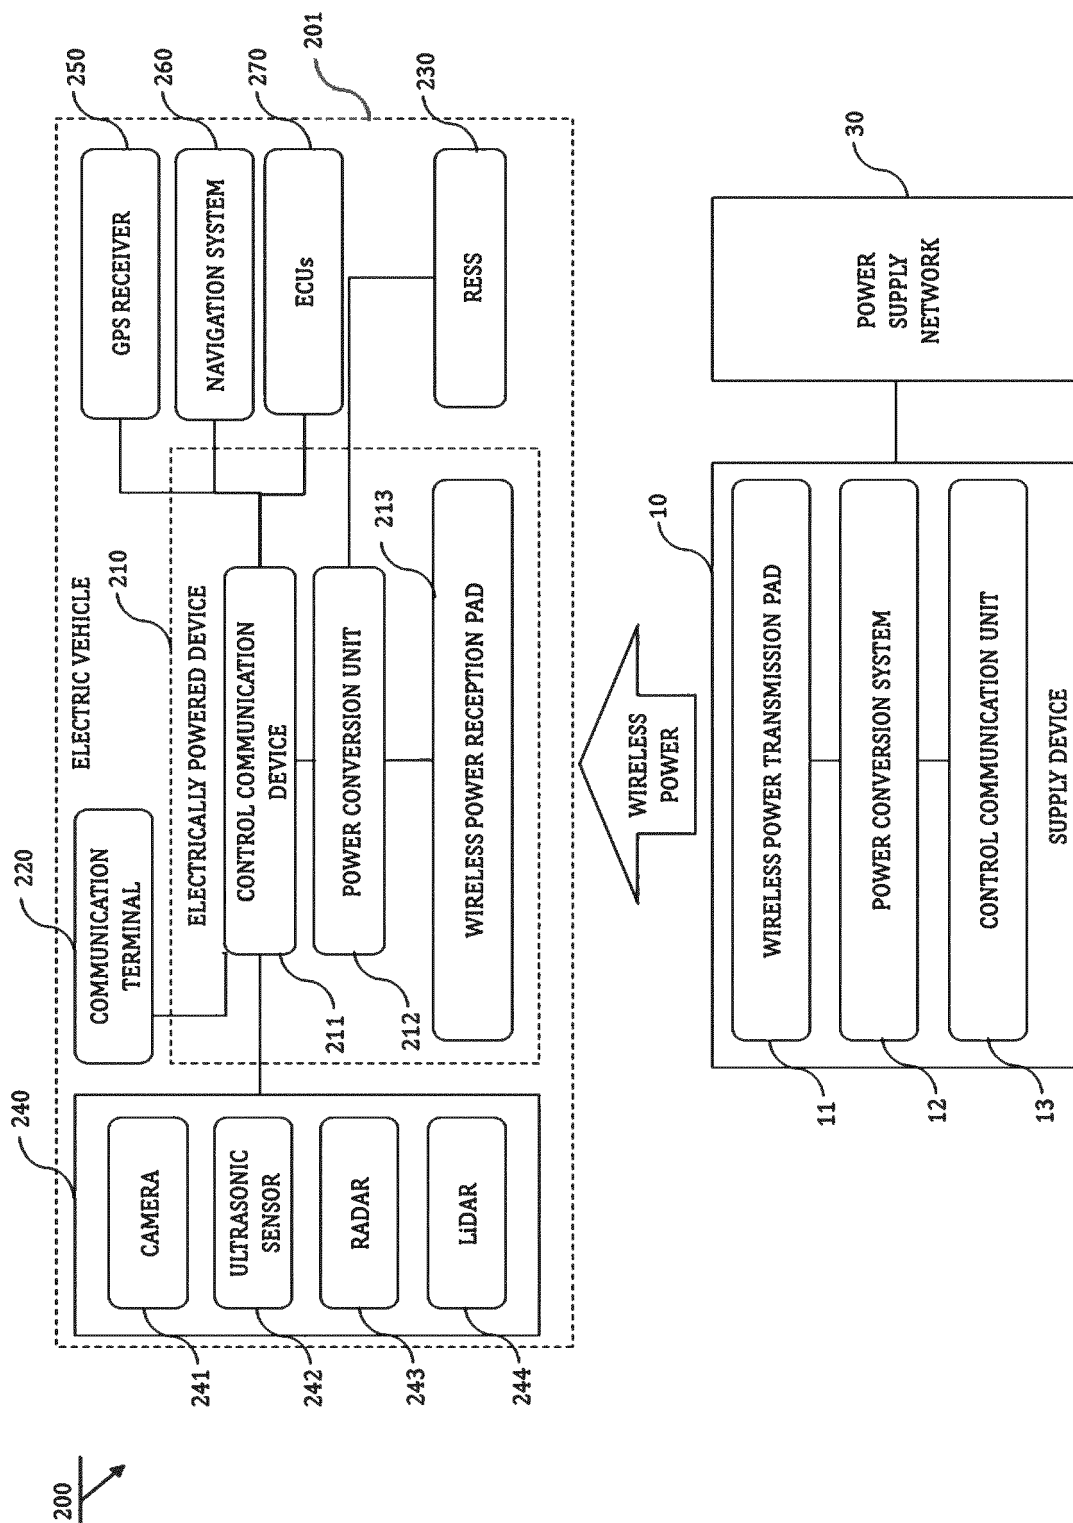 200
240
220
ELECTRIC VEHICLE
210
250
260
270
201
230
COMMUNICATION
TERMINAL
GPS RECEIVER
NAVIGATION SYSTEM
ECUs
RESS
CAMERA
ULTRASONIC
SENSOR
RADAR
LiDAR
241
242
243
244
ELECTRICALLY POWERED DEVICE
CONTROL COMMUNICATION
DEVICE
POWER CONVERSION UNIT
213
WIRELESS POWER RECEPTION PAD
211
212
WIRELESS
POWER
10
30
WIRELESS POWER TRANSMISSION PAD
POWER CONVERSION SYSTEM
CONTROL COMMUNICATION UNIT
SUPPLY DEVICE
11
12
13
POWER
SUPPLY
NETWORK